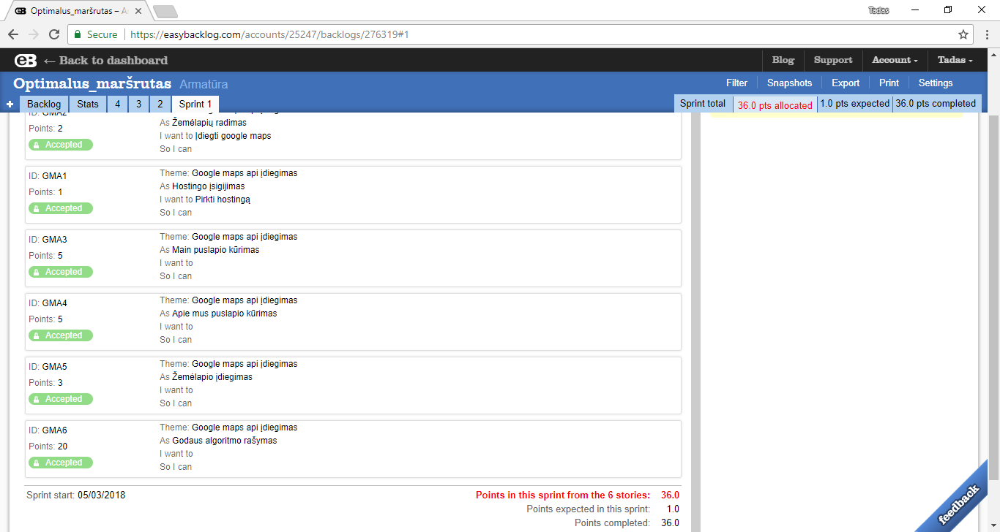 Optimalus_maršrutas – A
Tadas
Secure
https://easybacklog.com/accounts/25247/backlogs/276319#1
eB ← Back to dashboard
Blog Support Account Tadas
Optimalus_maršrutas Armatūra
Filter Snapshots Export Print Settings
+ Backlog Stats 4 3 2 Sprint 1
Sprint total 36.0 pts allocated 1.0 pts expected 36.0 pts completed
ID: GMA2
As Žemėlapių radimas
Points: 2
I want to Įdiegti google maps
Accepted
So I can
Theme: Google maps api įdiegimas
ID: GMA1
As Hostingo įsigijimas
Points: 1
I want to Pirkti hostingą
Accepted
So I can
Theme: Google maps api įdiegimas
ID: GMA3
As Main puslapio kūrimas
Points: 5
I want to
Accepted
So I can
Theme: Google maps api įdiegimas
ID: GMA4
As Apie mus puslapio kūrimas
Points: 5
I want to
Accepted
So I can
Theme: Google maps api įdiegimas
ID: GMA5
As Žemėlapio įdiegimas
Points: 3
I want to
Accepted
So I can
Theme: Google maps api įdiegimas
ID: GMA6
As Godaus algoritmo rašymas
Points: 20
I want to
Accepted
So I can
Sprint start: 05/03/2018
Points in this sprint from the 6 stories: 36.0
Points expected in this sprint: 1.0
Points completed: 36.0
feedback